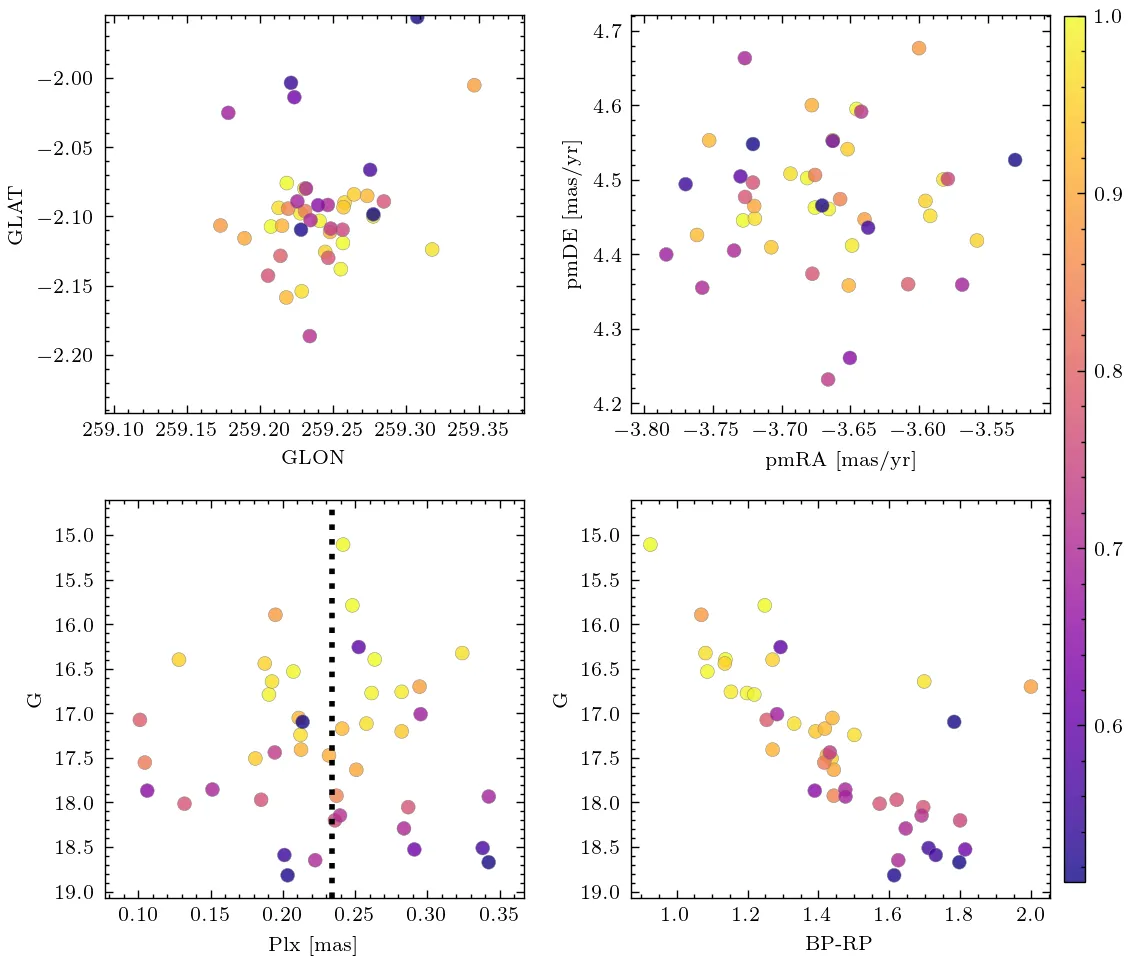 −2.00
−2.05
−2.10
−2.15
−2.20
GLAT
259.10 259.15 259.20 259.25 259.30 259.35
GLON
4.7
4.6
4.5
4.4
4.3
4.2
pmDE [mas/yr]
−3.80 −3.75 −3.70 −3.65 −3.60 −3.55
pmRA [mas/yr]
1.0
0.9
0.8
0.7
0.6
15.0
15.5
16.0
16.5
17.0
17.5
18.0
18.5
19.0
G
0.10 0.15 0.20 0.25 0.30 0.35
Plx [mas]
15.0
15.5
16.0
16.5
17.0
17.5
18.0
18.5
19.0
G
1.0 1.2 1.4 1.6 1.8 2.0
BP-RP